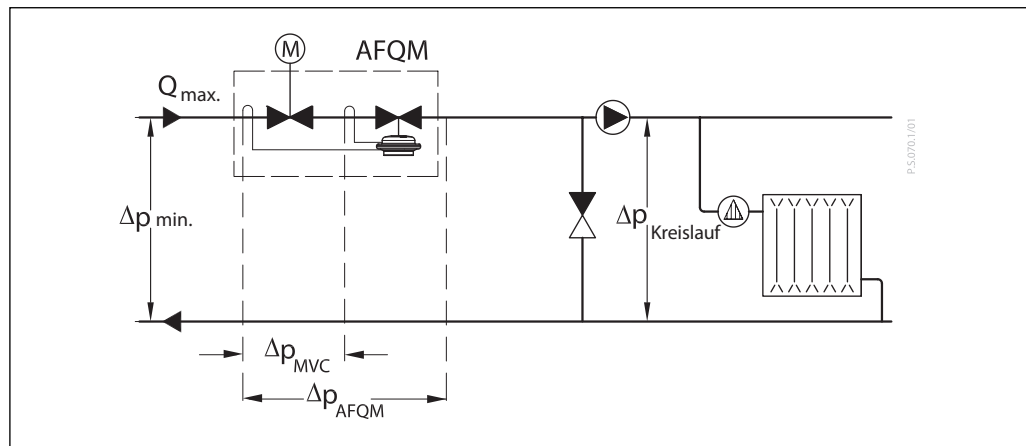 M
AFQM
Q max.
Δp min.
Δp Kreislauf
P.S.070.1/01
Δp MVC
Δp AFQM